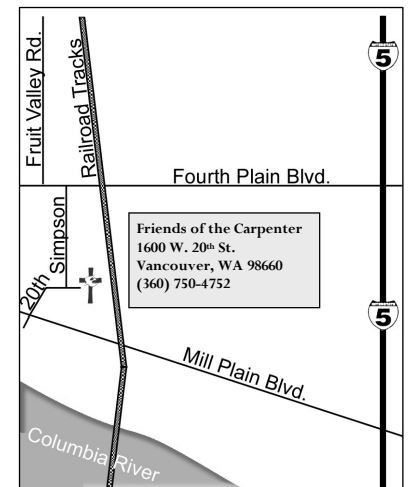 Fruit Valley Rd.
Railroad Tracks
5
Fourth Plain Blvd.
Simpson
Friends of the Carpenter
1600 W. 20th St.
Vancouver, WA 98660
(360) 750-4752
20th
5
Mill Plain Blvd.
Columbia River